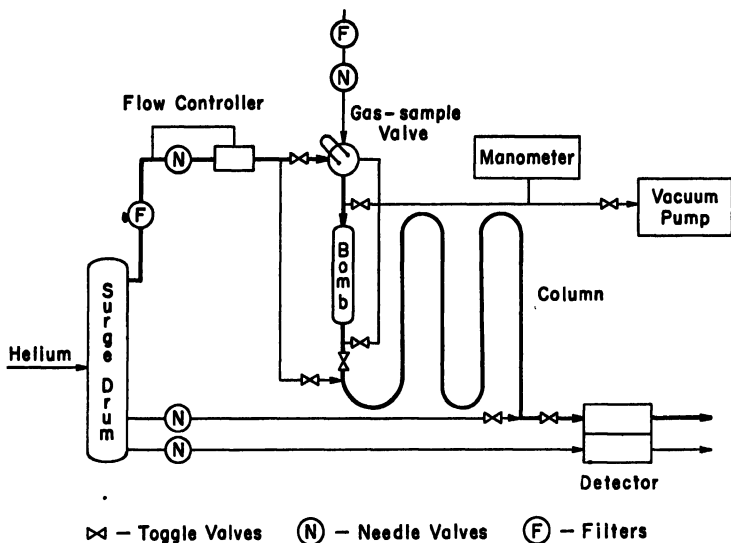 F
N
Flow Controller
Gas-sample
Valve
N
Manometer
Vacuum
Pump
F
Bomb
Surge Drum
Column
Helium
N
N
Detector
– Toggle Valves
N – Needle Valves
F – Filters